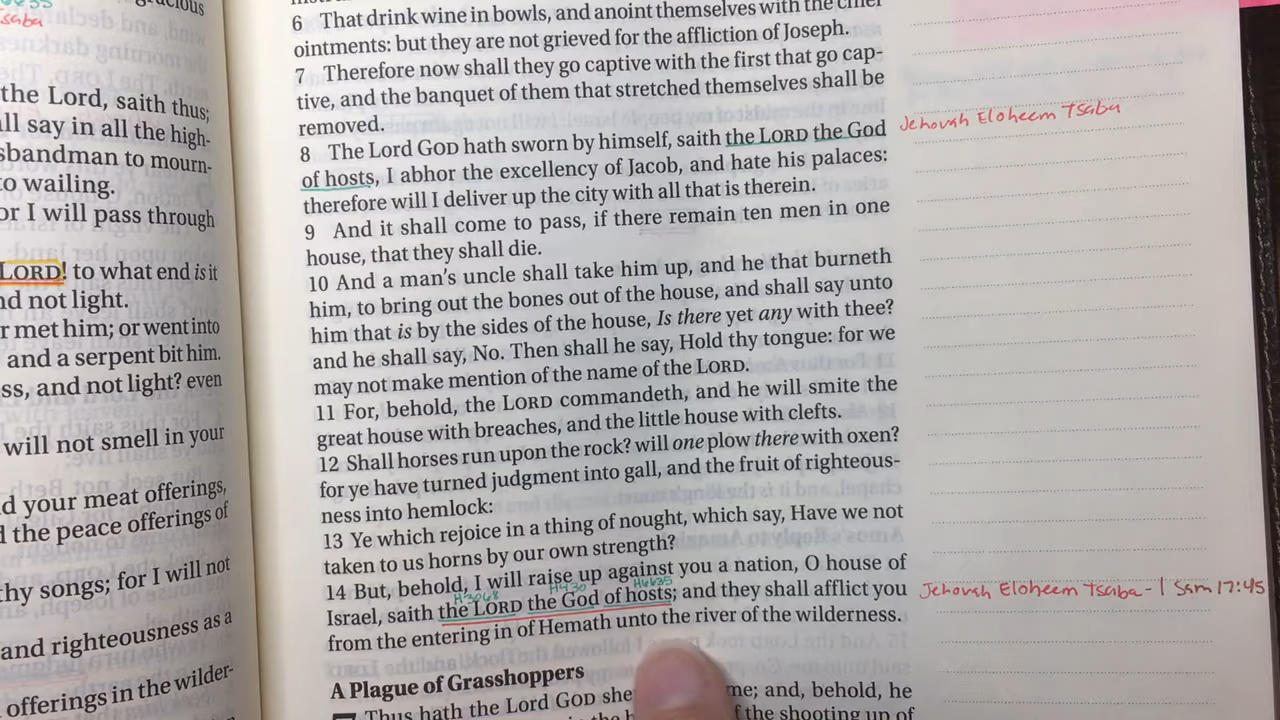 saba
the Lord, saith thus;
all say in all the high-
sbandman to mourn-
to wailing.
or I will pass through
LORD! to what end is it
nd not light.
r met him; or went into
and a serpent bit him.
ss, and not light? even
will not smell in your
d your meat offerings,
d the peace offerings of
thy songs; for I will not
and righteousness as a
offerings in the wilder-
6 That drink wine in bowls, and anoint themselves with the chief
ointments: but they are not grieved for the affliction of Joseph.
7 Therefore now shall they go captive with the first that go cap-
tive, and the banquet of them that stretched themselves shall be
removed.
8 The Lord GOD hath sworn by himself, saith the LORD the God
of hosts, I abhor the excellency of Jacob, and hate his palaces:
therefore will I deliver up the city with all that is therein.
9 And it shall come to pass, if there remain ten men in one
house, that they shall die.
10 And a man's uncle shall take him up, and he that burneth
him, to bring out the bones out of the house, and shall say unto
him that is by the sides of the house, Is there yet any with thee?
and he shall say, No. Then shall he say, Hold thy tongue: for we
may not make mention of the name of the LORD.
11 For, behold, the LORD commandeth, and he will smite the
great house with breaches, and the little house with clefts.
12 Shall horses run upon the rock? will one plow there with oxen?
for ye have turned judgment into gall, and the fruit of righteous-
ness into hemlock:
13 Ye which rejoice in a thing of nought, which say, Have we not
taken to us horns by our own strength?
14 But, behold, I will raise up against you a nation, O house of
H3068 H430 H6635
Israel, saith the LORD the God of hosts; and they shall afflict you
from the entering in of Hemath unto the river of the wilderness.
A Plague of Grasshoppers
7 Thus hath the Lord GOD she me; and, behold, he
f the shooting up of
Jehovah Eloheem Tsaba
Jehovah Eloheem Tsaba - 1 Sam 17:45